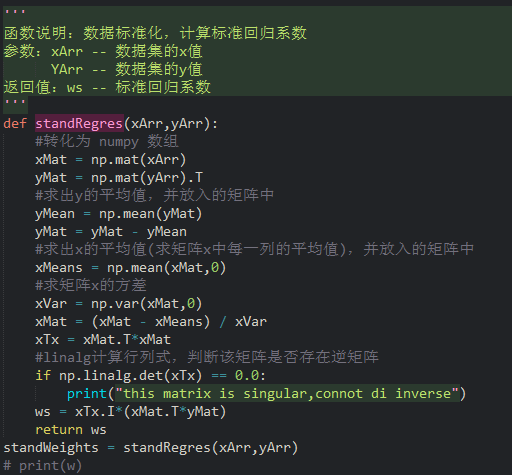 '''
函数说明：数据标准化，计算标准回归系数
参数：xArr -- 数据集的x值
      YArr -- 数据集的y值
返回值：ws -- 标准回归系数
'''
def standRegres(xArr,yArr):
    #转化为 numpy 数组
    xMat = np.mat(xArr)
    yMat = np.mat(yArr).T
    #求出y的平均值，并放入的矩阵中
    yMean = np.mean(yMat)
    yMat = yMat - yMean
    #求出x的平均值(求矩阵x中每一列的平均值)，并放入的矩阵中
    xMeans = np.mean(xMat,0)
    #求矩阵x的方差
    xVar = np.var(xMat,0)
    xMat = (xMat - xMeans) / xVar
    xTx = xMat.T*xMat
    #linalg计算行列式，判断该矩阵是否存在逆矩阵
    if np.linalg.det(xTx) == 0.0:
        print("this matrix is singular,connot di inverse")
    ws = xTx.I*(xMat.T*yMat)
    return ws
standWeights = standRegres(xArr,yArr)
# print(w)